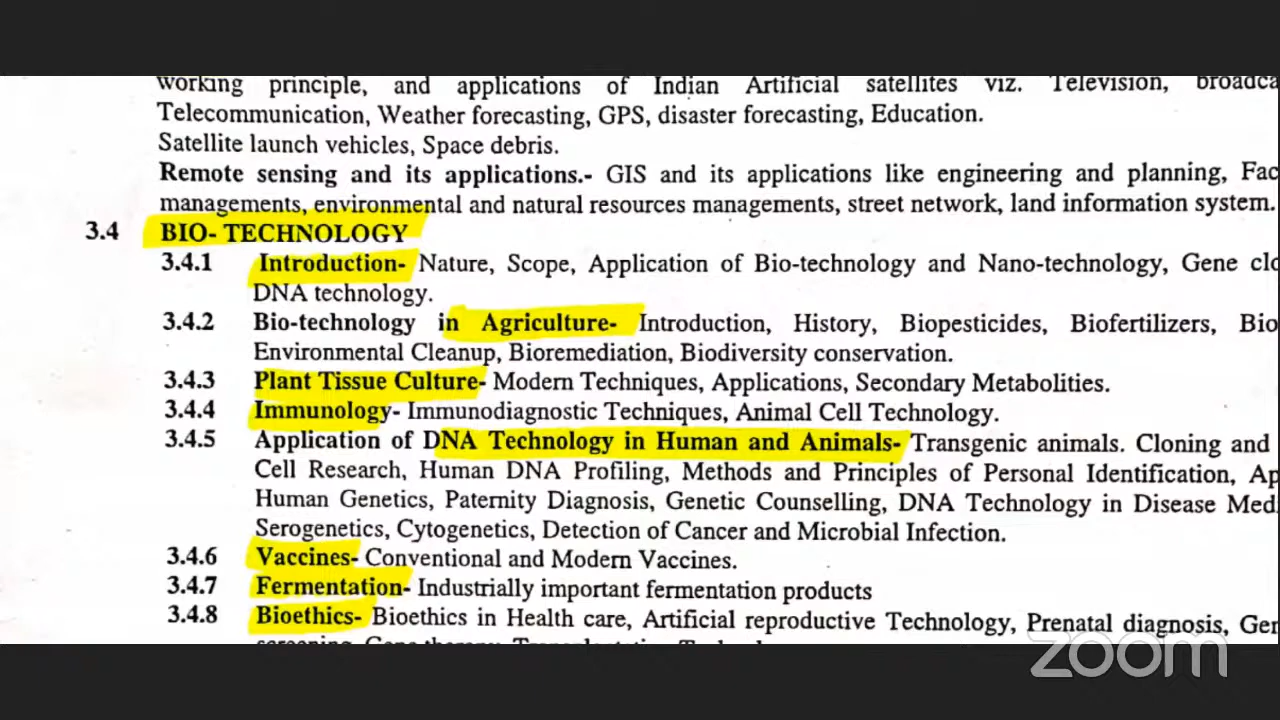 working principle, and applications of Indian Artificial satellites viz. Television, broadca
Telecommunication, Weather forecasting, GPS, disaster forecasting, Education.
Satellite launch vehicles, Space debris.
Remote sensing and its applications.- GIS and its applications like engineering and planning, Fac
managements, environmental and natural resources managements, street network, land information system.
3.4 BIO- TECHNOLOGY
3.4.1 Introduction- Nature, Scope, Application of Bio-technology and Nano-technology, Gene clo
DNA technology.
3.4.2 Bio-technology in Agriculture- Introduction, History, Biopesticides, Biofertilizers, Bio
Environmental Cleanup, Bioremediation, Biodiversity conservation.
3.4.3 Plant Tissue Culture- Modern Techniques, Applications, Secondary Metabolities.
3.4.4 Immunology- Immunodiagnostic Techniques, Animal Cell Technology.
3.4.5 Application of DNA Technology in Human and Animals- Transgenic animals. Cloning and
Cell Research, Human DNA Profiling, Methods and Principles of Personal Identification, Ap
Human Genetics, Paternity Diagnosis, Genetic Counselling, DNA Technology in Disease Med
Serogenetics, Cytogenetics, Detection of Cancer and Microbial Infection.
3.4.6 Vaccines- Conventional and Modern Vaccines.
3.4.7 Fermentation- Industrially important fermentation products
3.4.8 Bioethics- Bioethics in Health care, Artificial reproductive Technology, Prenatal diagnosis, Gen
zoom